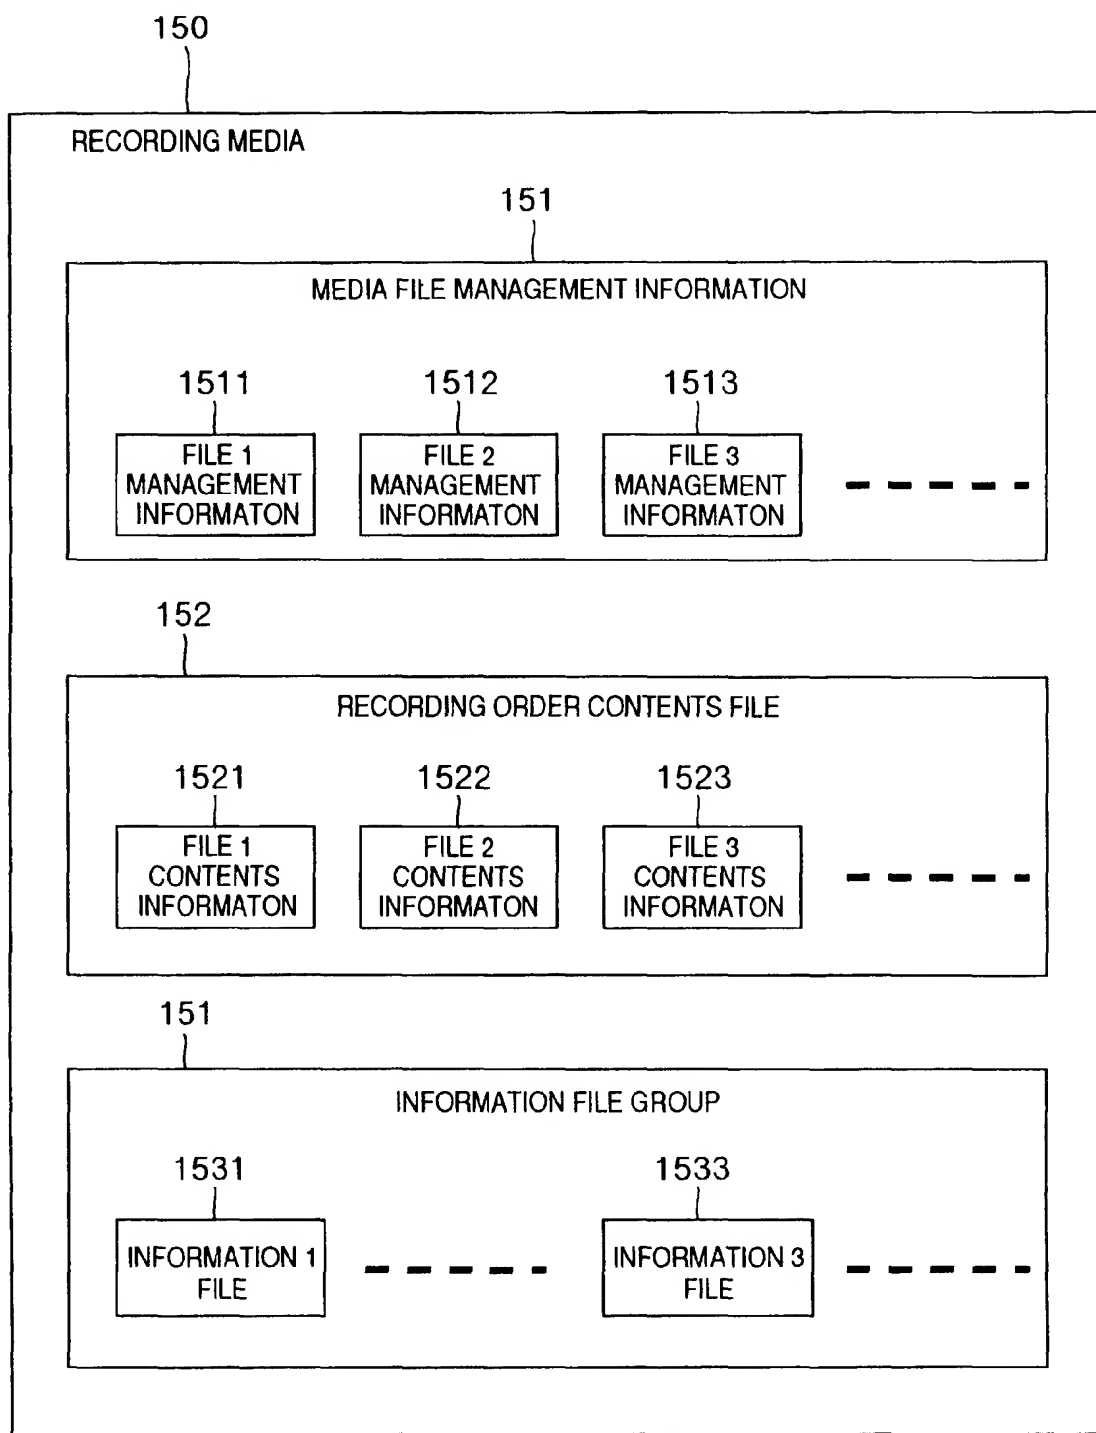 150
RECORDING MEDIA
151
MEDIA FILE MANAGEMENT INFORMATION
1511 1512 1513
FILE 1 FILE 2 FILE 3
MANAGEMENT MANAGEMENT MANAGEMENT
INFORMATON INFORMATON INFORMATON
152
RECORDING ORDER CONTENTS FILE
1521 1522 1523
FILE 1 FILE 2 FILE 3
CONTENTS CONTENTS CONTENTS
INFORMATON INFORMATON INFORMATON
151
INFORMATION FILE GROUP
1531 1533
INFORMATION 1 INFORMATION 3
FILE FILE